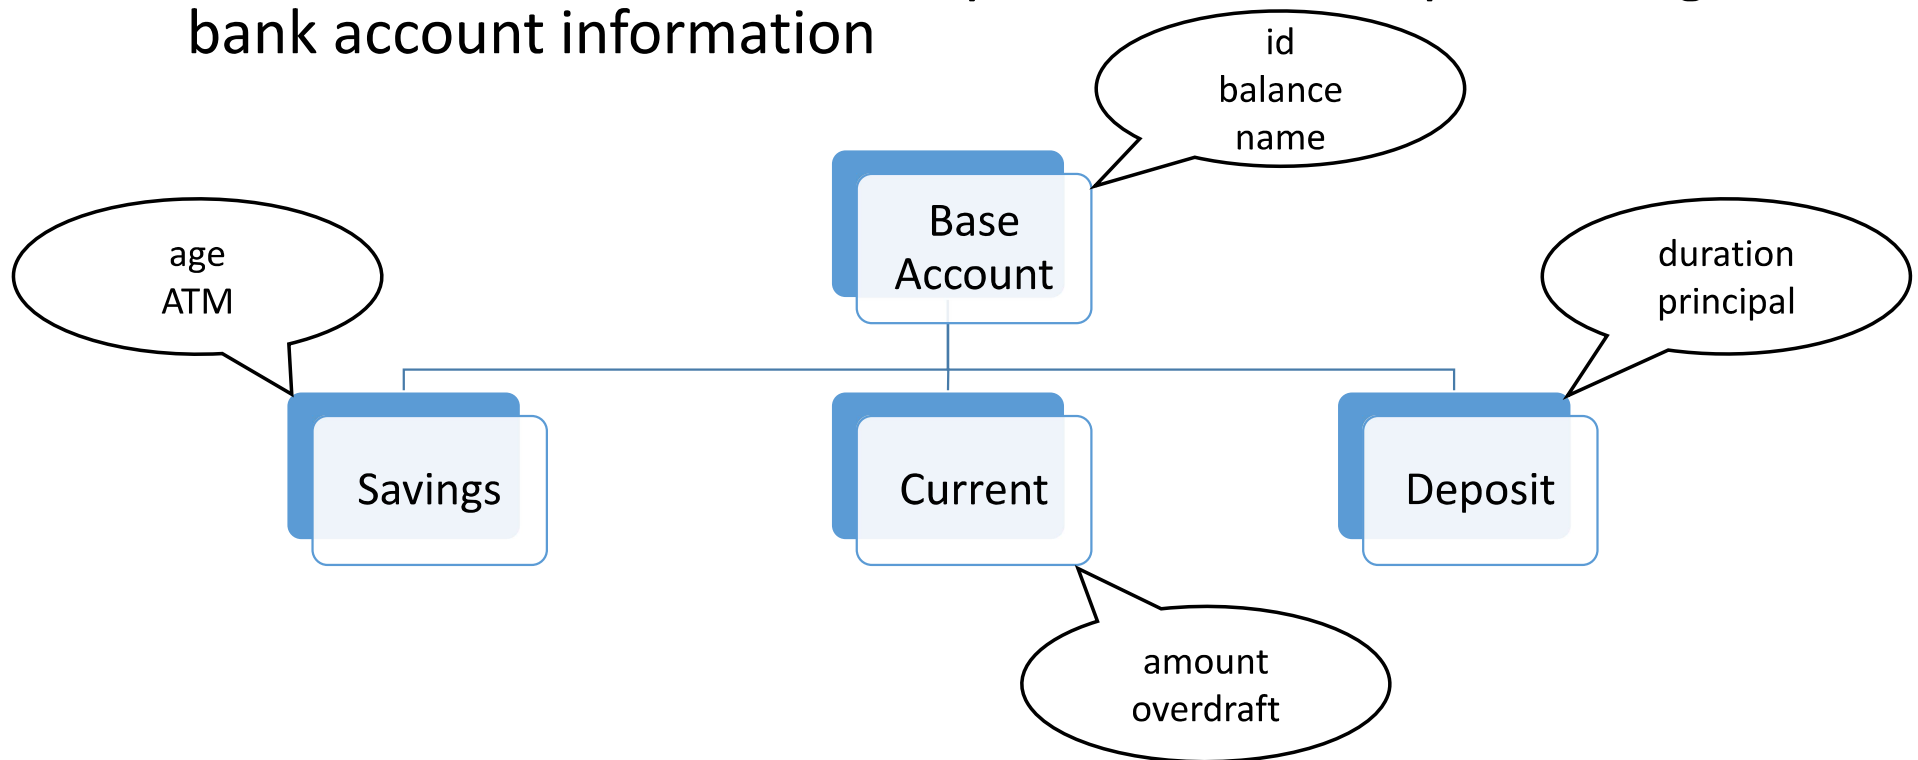 bank account information
id
balance
name
Base
Account
age
ATM
duration
principal
Savings
Current
Deposit
amount
overdraft